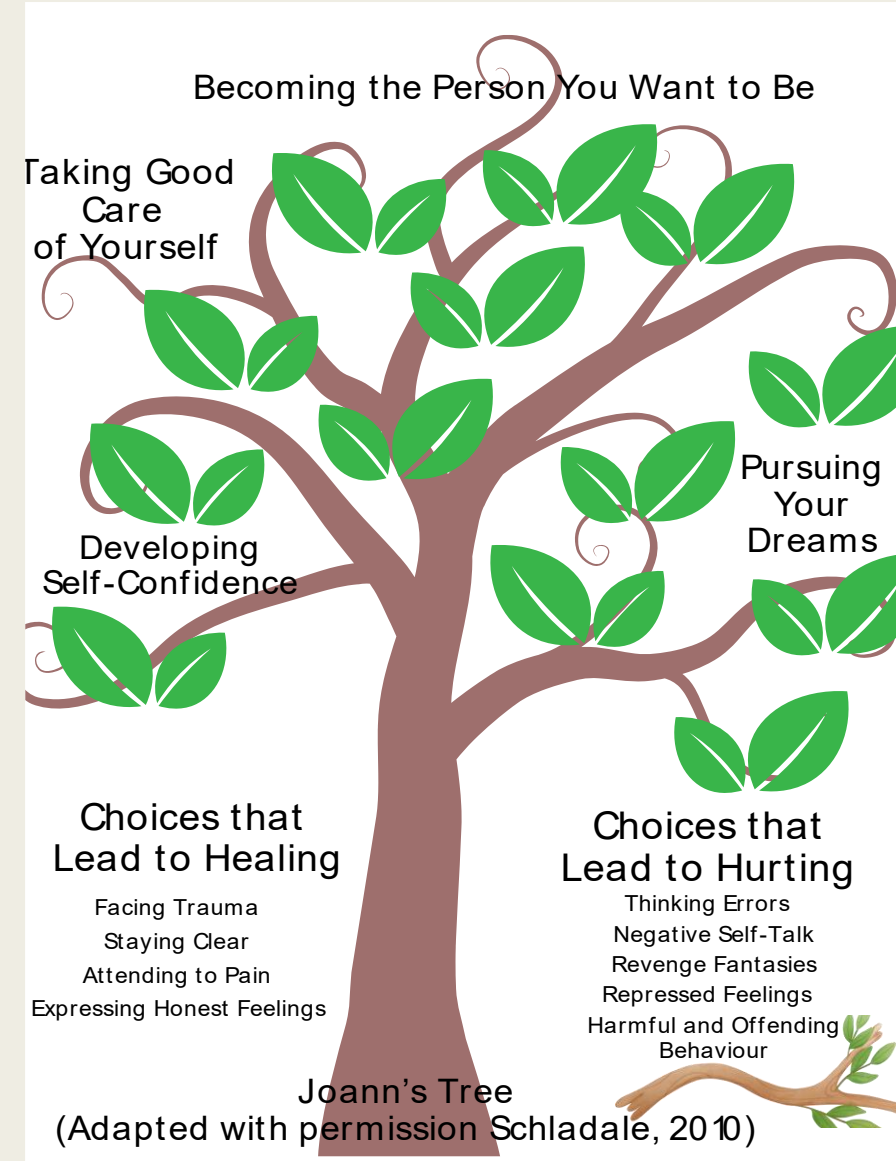 Becoming the Person You Want to Be
Taking Good
Care
of Yourself
Pursuing
Your
Dreams
Developing
Self-Confidence
Choices that
Lead to Healing
Facing Trauma
Staying Clear
Attending to Pain
Expressing Honest Feelings
Choices that
Lead to Hurting
Thinking Errors
Negative Self-Talk
Revenge Fantasies
Repressed Feelings
Harmful and Offending
Behaviour
Joann’s Tree
(Adapted with permission Schladale, 2010)